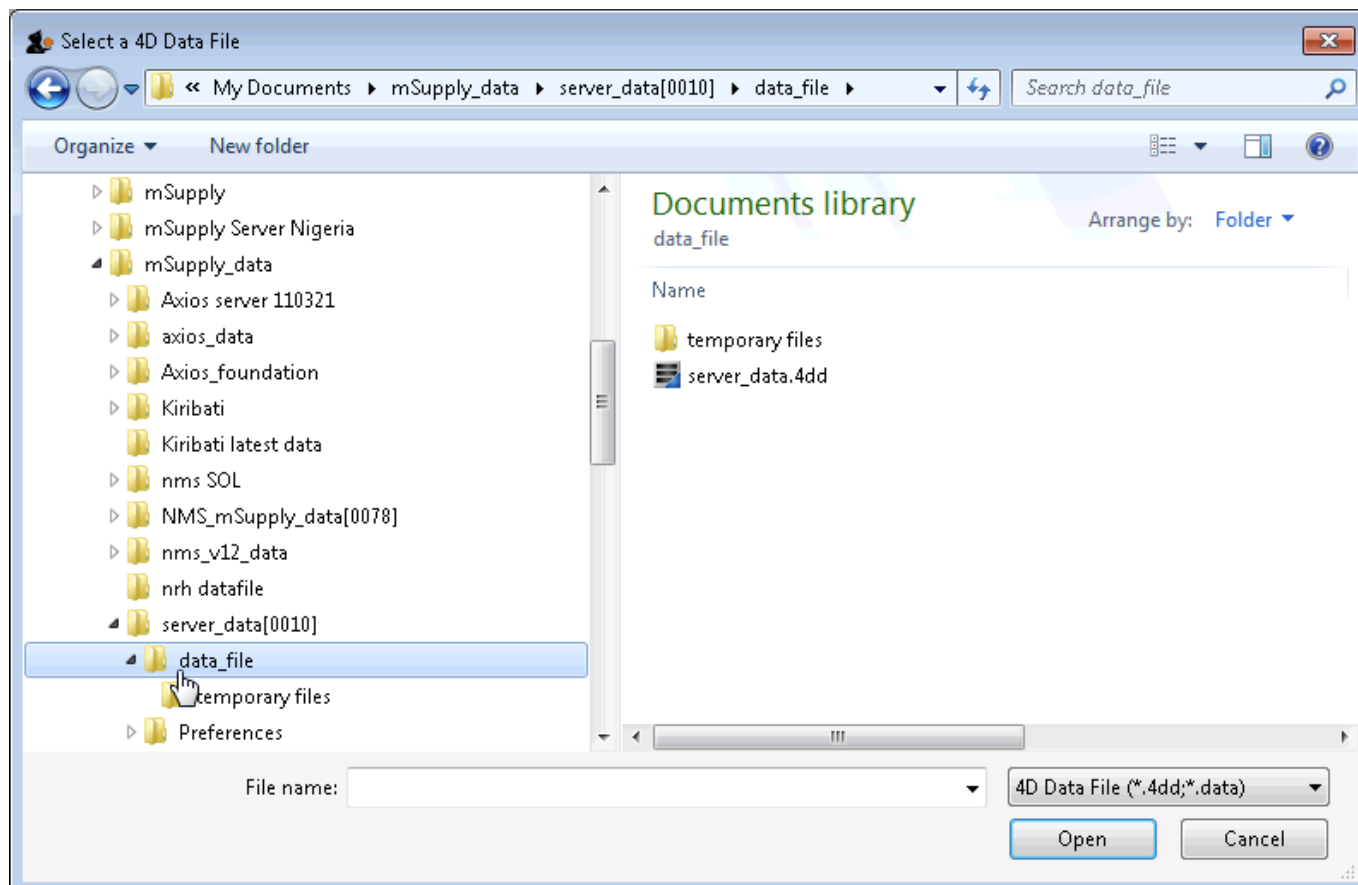 Select a 4D Data File
« My Documents mSupply_data server_data[0010] data_file Search data_file
Organize New folder
mSupply
mSupply Server Nigeria
mSupply_data
Axios server 110321
axios_data
Axios_foundation
Kiribati
Kiribati latest data
nms SOL
NMS_mSupply_data[0078]
nms_v12_data
nrh datafile
server_data[0010]
data_file
temporary files
Preferences
Documents library
data_file
Arrange by: Folder
Name
temporary files
server_data.4dd
File name: 4D Data File (*.4dd;*.data)
Open Cancel